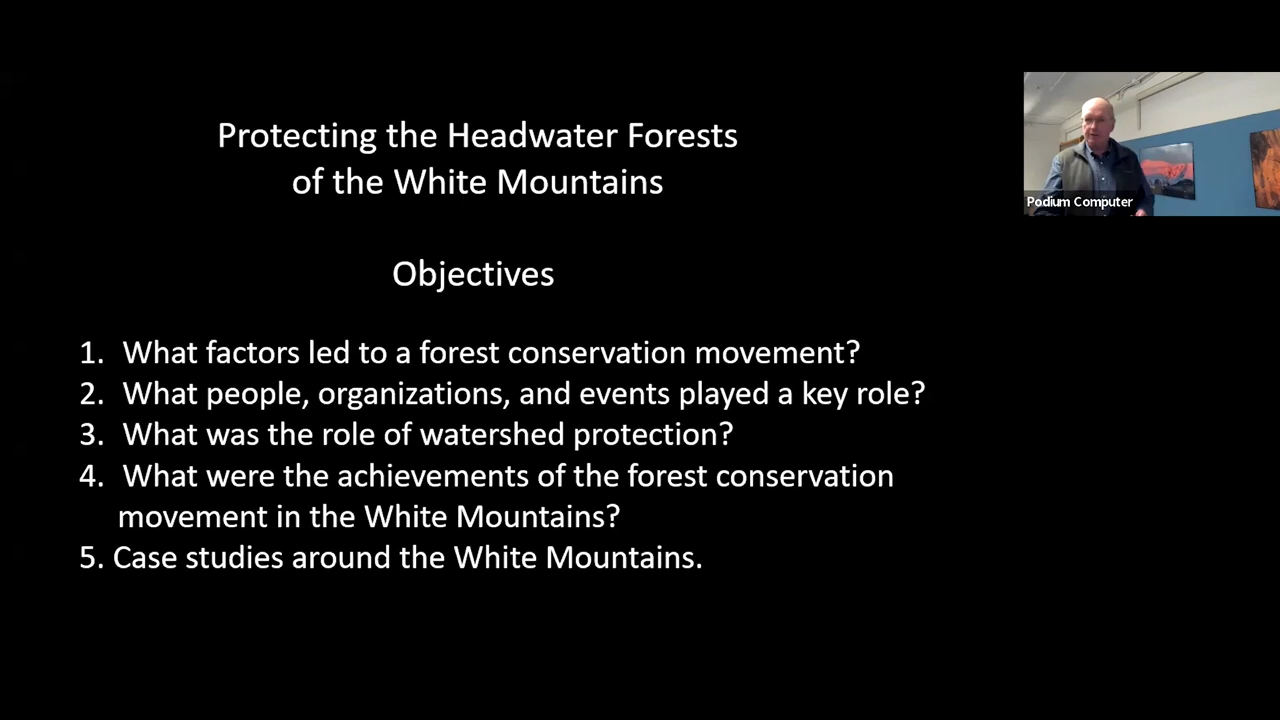 Protecting the Headwater Forests
of the White Mountains
Podium Computer
Objectives
1. What factors led to a forest conservation movement?
2. What people, organizations, and events played a key role?
3. What was the role of watershed protection?
4. What were the achievements of the forest conservation
movement in the White Mountains?
5. Case studies around the White Mountains.